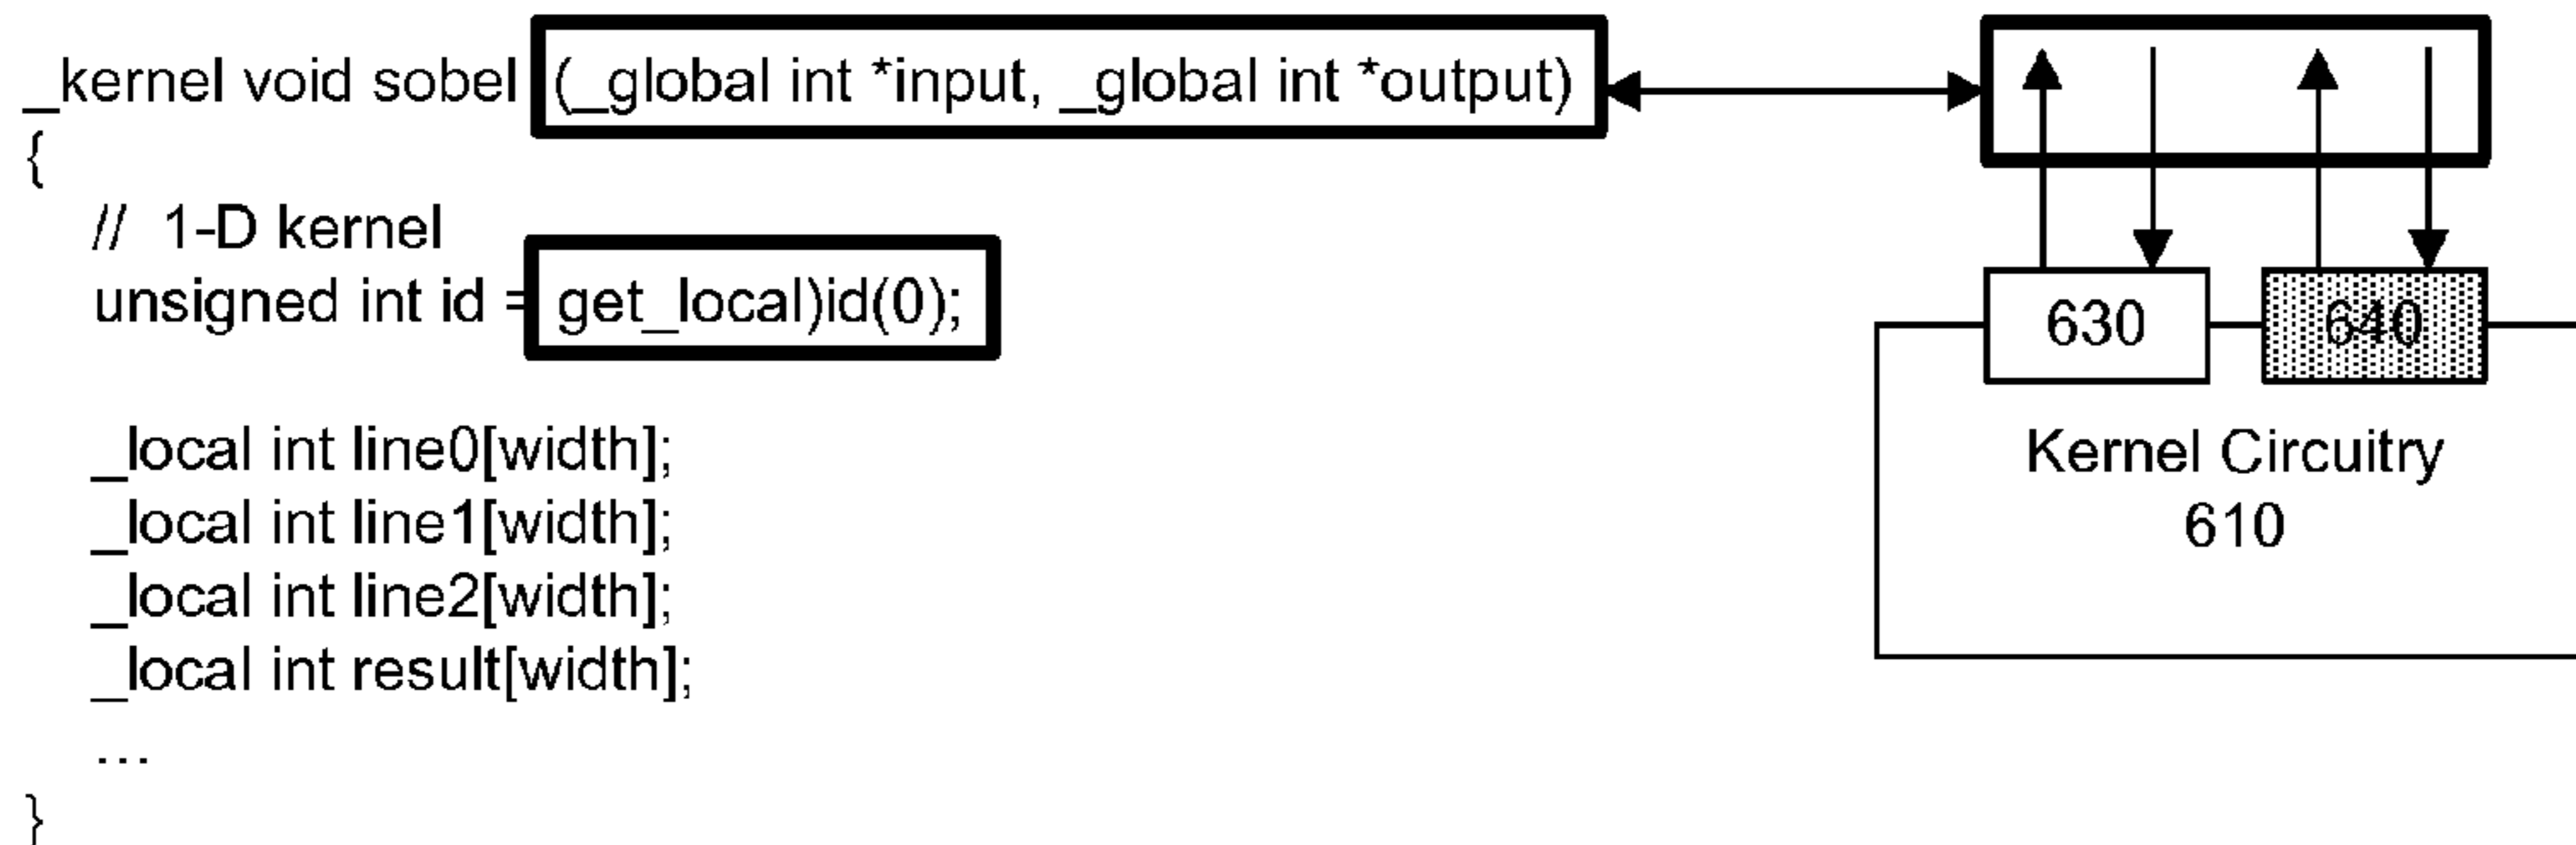 _kernel void sobel (_global int *input, _global int *output)
{
// 1-D kernel
unsigned int id = get_local)id(0);
_local int line0[width];
_local int line1[width];
_local int line2[width];
_local int result[width];
...
}
630
640
Kernel Circuitry
610